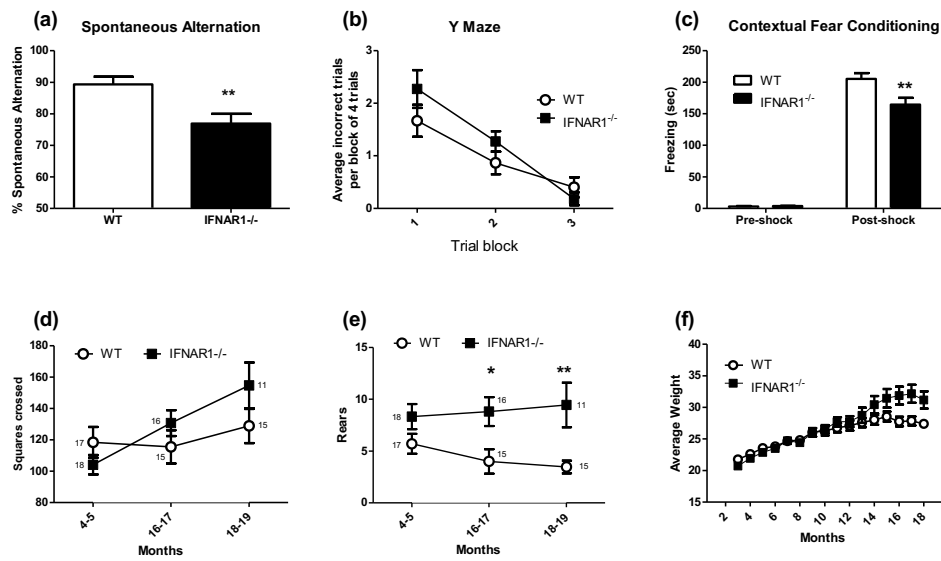 (a)
Spontaneous Alternation
% Spontaneous Alternation
100
90
80
70
60
50
**
WT
IFNAR1-/-
(b)
Y Maze
Average incorrect trials
per block of 4 trials
3
2
1
0
WT
IFNAR1-/-
1
2
3
Trial block
(c)
Contextual Fear Conditioning
Freezing (sec)
250
200
150
100
50
0
WT
IFNAR1-/-
**
Pre-shock
Post-shock
(d)
Squares crossed
160
140
120
100
80
WT
IFNAR1-/-
17
18
16
15
11
15
4-5
16-17
18-19
Months
(e)
Rears
15
10
5
0
WT
IFNAR1-/-
*
**
18
17
16
15
11
15
4-5
16-17
18-19
Months
(f)
Average Weight
40
35
30
25
20
WT
IFNAR1-/-
2
4
6
8
10
12
13
14
16
18
Months